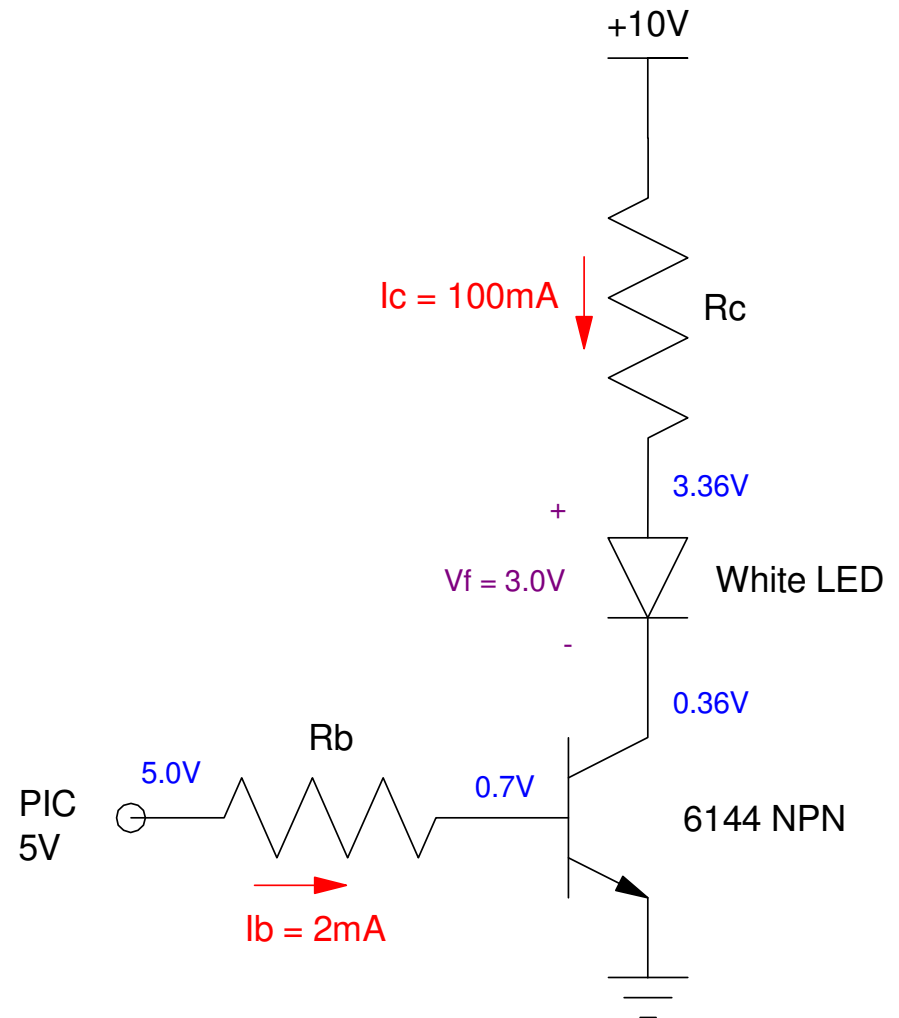 +10V
Ic = 100mA
Rc
3.36V
+
Vf = 3.0V
White LED
-
0.36V
Rb
5.0V
0.7V
PIC
5V
6144 NPN
Ib = 2mA